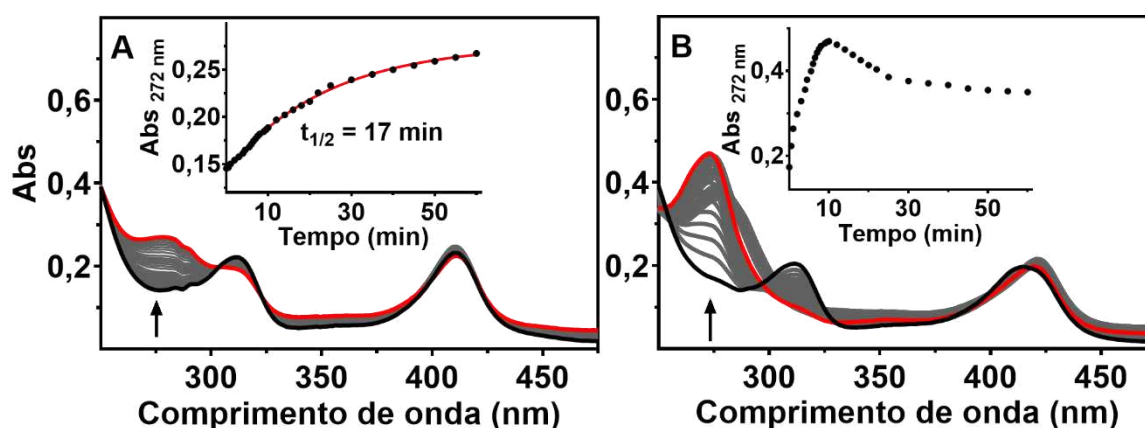 A
Abs 272 nm
0,25
0,20
0,15
t1/2 = 17 min
10
30
50
Tempo (min)
Abs
0,6
0,4
0,2
300
350
400
450
Comprimento de onda (nm)
B
Abs 272 nm
0,4
0,2
10
30
50
Tempo (min)
0,6
0,4
0,2
300
350
400
450
Comprimento de onda (nm)